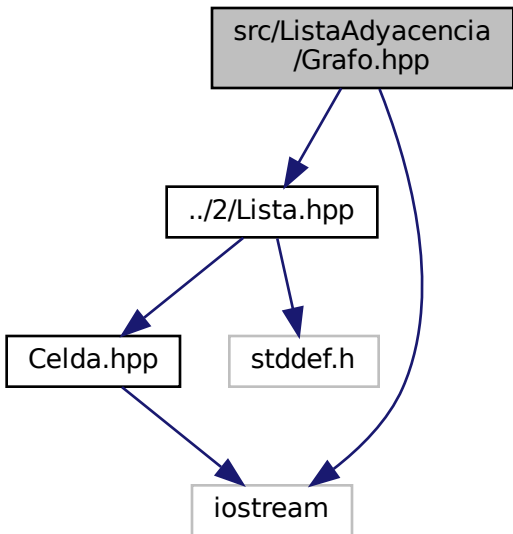 src/ListaAdyacencia
/Grafo.hpp
../2/Lista.hpp
Celda.hpp
stddef.h
iostream